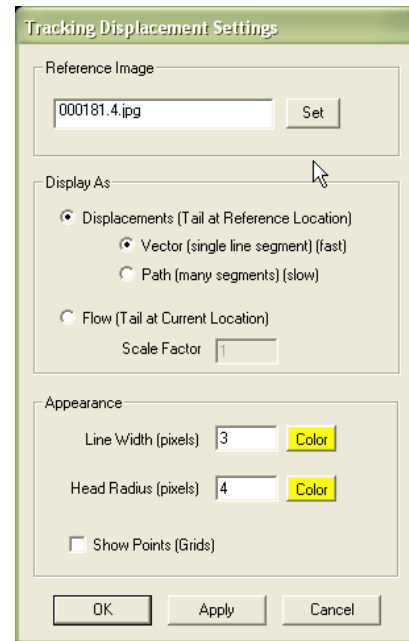 Tracking Displacement Settings
Reference Image
000181.4.jpg Set
Display As
Displacements (Tail at Reference Location)
Vector (single line segment) (fast)
Path (many segments) (slow)
Flow (Tail at Current Location)
Scale Factor 1
Appearance
Line Width (pixels) 3 Color
Head Radius (pixels) 4 Color
Show Points (Grids)
OK Apply Cancel